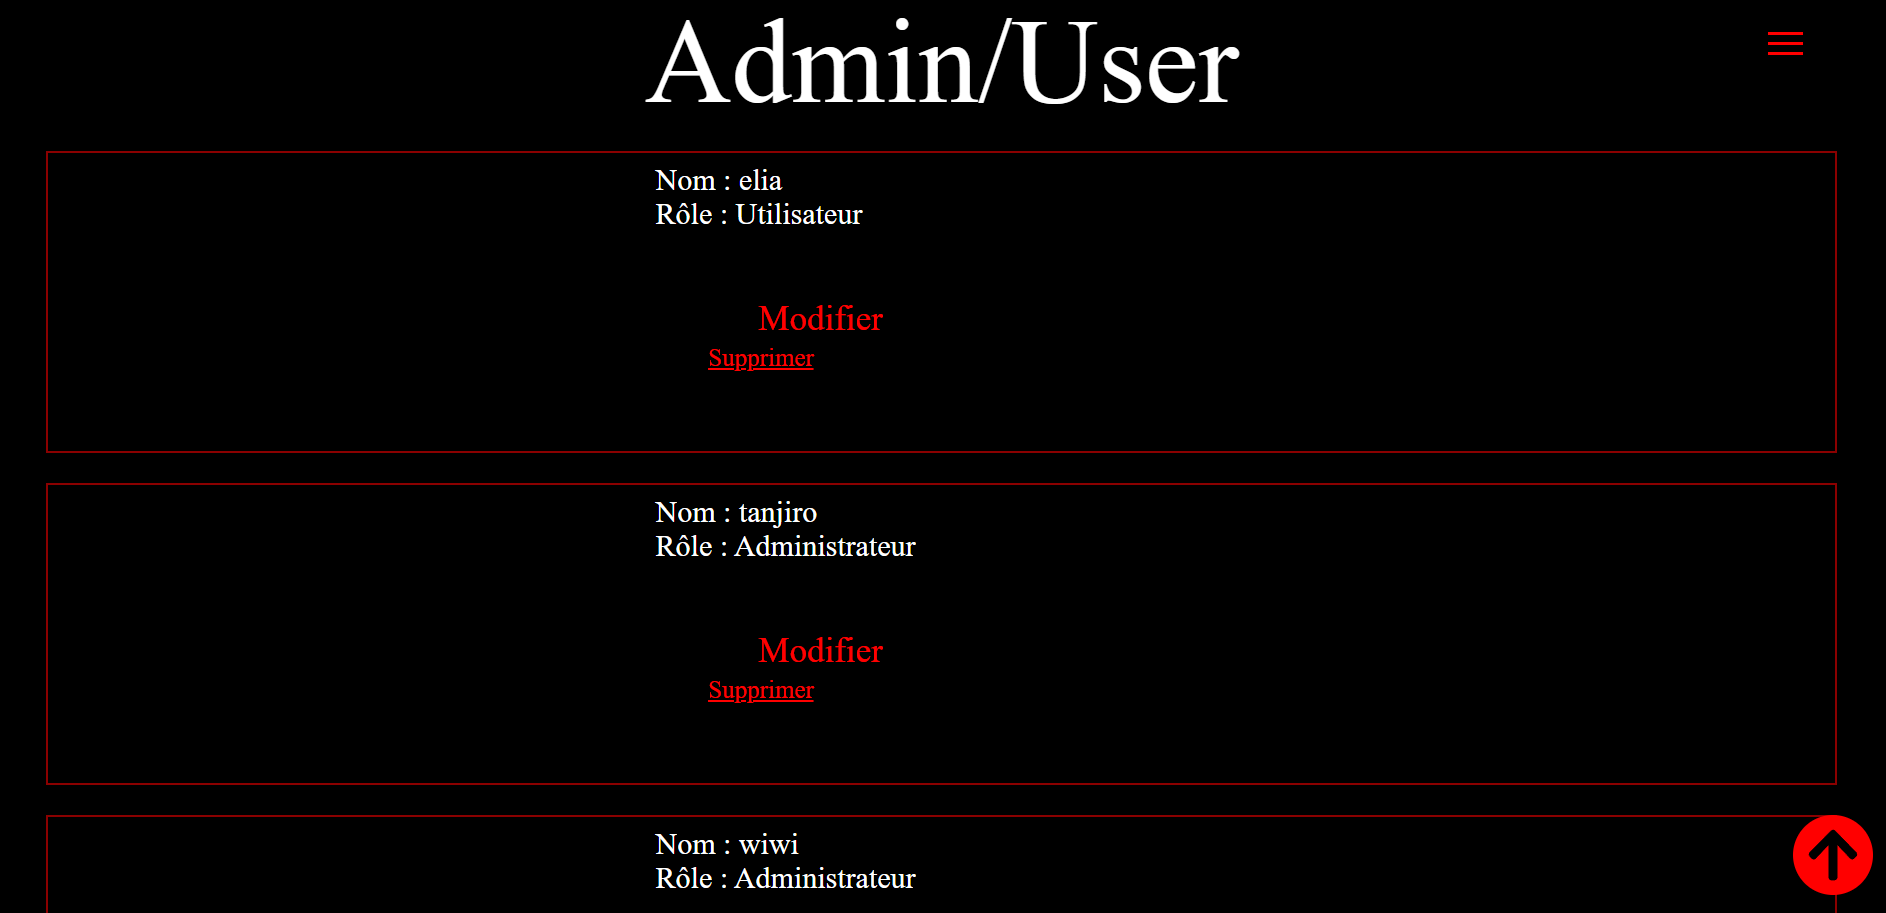 Admin/User
Nom : elia
Rôle : Utilisateur
Modifier
Supprimer
Nom : tanjiro
Rôle : Administrateur
Modifier
Supprimer
Nom : wiwi
Rôle : Administrateur